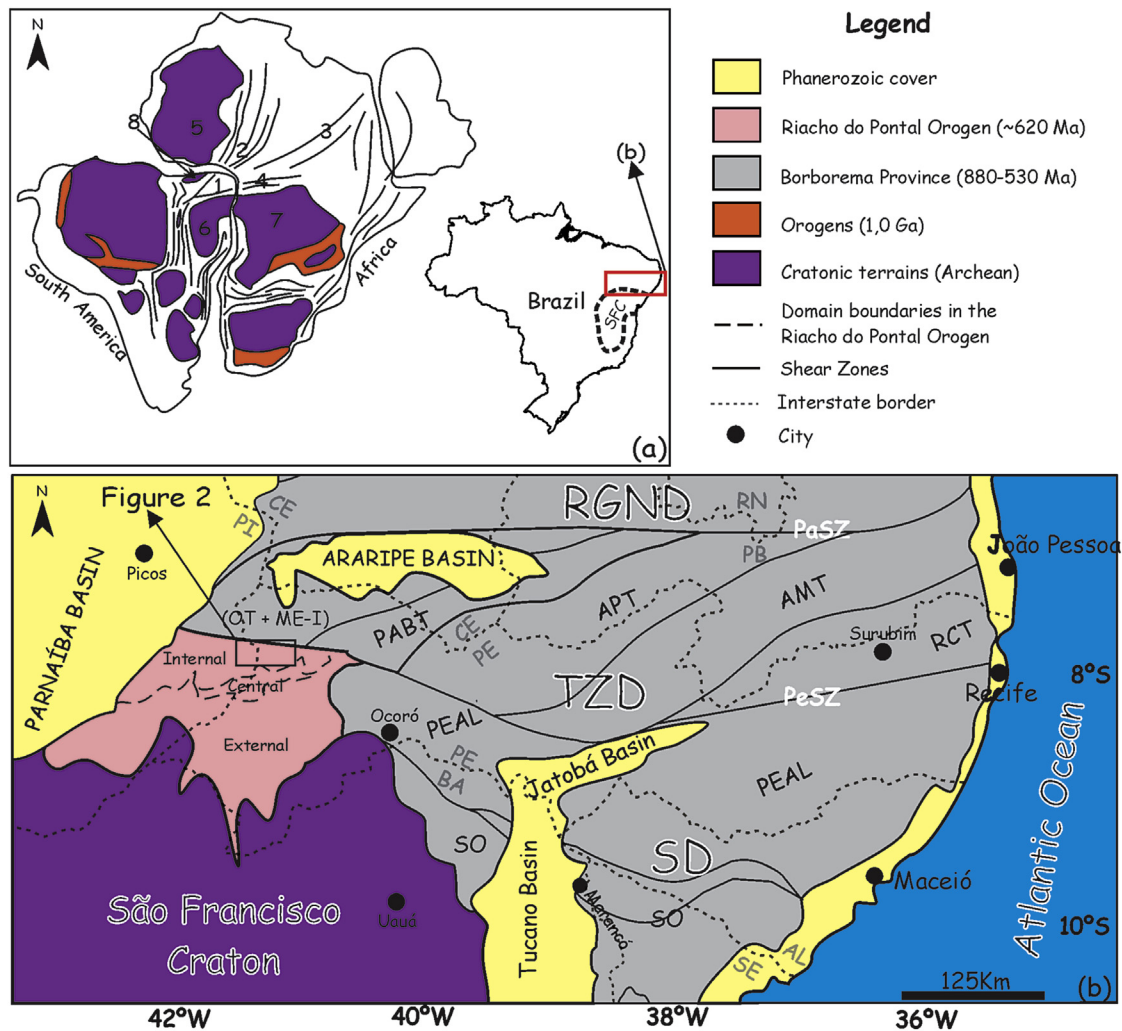 N
8
5
2
3
1
4
6
7
South America
Africa
(b)
Brazil
SFC
(a)
Legend
Phanerozoic cover
Riacho do Pontal Orogen (~620 Ma)
Borborema Province (880-530 Ma)
Orogens (1,0 Ga)
Cratonic terrains (Archean)
Domain boundaries in the
Riacho do Pontal Orogen
Shear Zones
Interstate border
City
N
Figure 2
CE
PI
RGND
RN
PaSZ
PB
João Pessoa
Picos
ARARIPE BASIN
PARNAÍBA BASIN
(OT + ME-I)
PABT
CE
PE
APT
AMT
Surubim
RCT
Internal
Central
External
TZD
PeSZ
Recife
8°S
Ocoró
PEAL
PE
BA
Jatobá Basin
PEAL
SO
SD
SO
Marancó
Maceió
Atlantic Ocean
São Francisco
Craton
Uauá
Tucano Basin
AL
SE
10°S
125Km
(b)
42°W
40°W
38°W
36°W